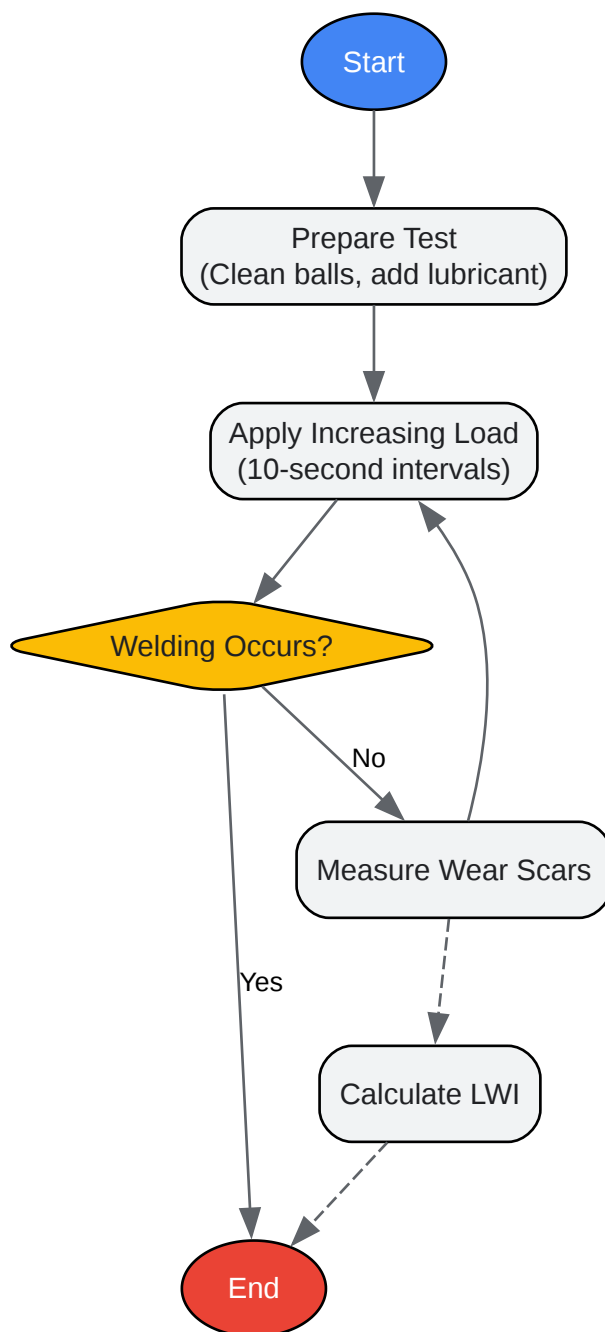 Start
Prepare Test
(Clean balls, add lubricant)
Apply Increasing Load
(10-second intervals)
Welding Occurs?
No
Measure Wear Scars
Yes
Calculate LWI
End